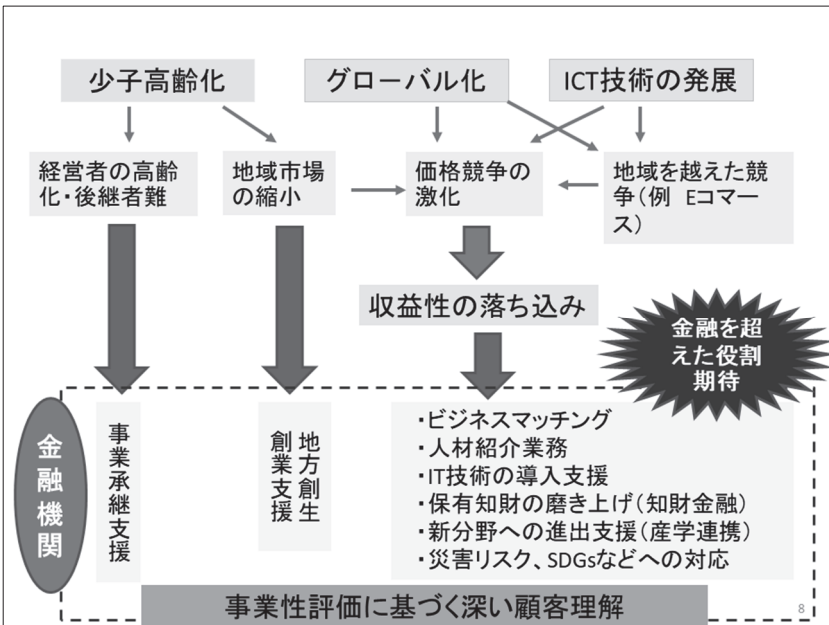 少子高齢化
グローバル化
ICT技術の発展
経営者の高齢
化・後継者難
地域市場
の縮小
価格競争の
激化
地域を越えた競
争(例　Eコマー
ス)
収益性の落ち込み
金融を超
えた役割
期待
金融機関
事業承継支援
地方創生
創業支援
・ビジネスマッチング
・人材紹介業務
・IT技術の導入支援
・保有知財の磨き上げ(知財金融)
・新分野への進出支援(産学連携)
・災害リスク、SDGsなどへの対応
事業性評価に基づく深い顧客理解
8